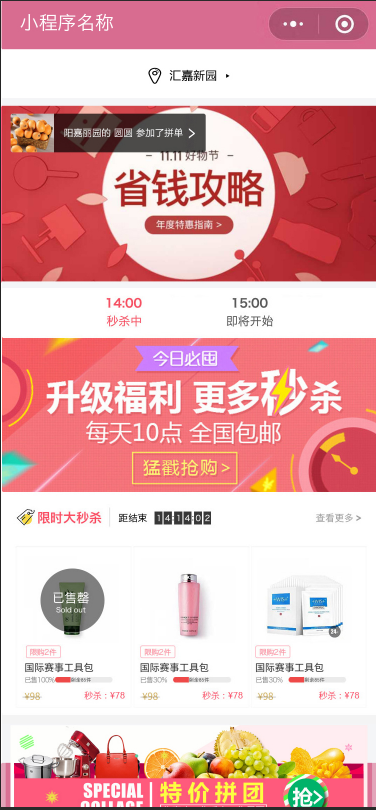 小程序名称
汇嘉新园
阳嘉丽园的 圆圆 参加了拼单
11.11 好物节
省钱攻略
年度特惠指南 >
14:00 15:00
秒杀中 即将开始
今日必囤
升级福利 更多秒杀
每天10点 全国包邮
猛戳抢购>
限时大秒杀 距结束 14:14:02 查看更多 >
已售罄
Sold out
24-
限购2件 限购2件 限购2件
国际赛事工具包 国际赛事工具包 国际赛事工具包
已售100% 已售30% 已售30%
¥98 秒杀：¥78 ¥98 秒杀：¥78 ¥98 秒杀：¥78
SPECIAL 特价拼团 抢>
COLLAGE